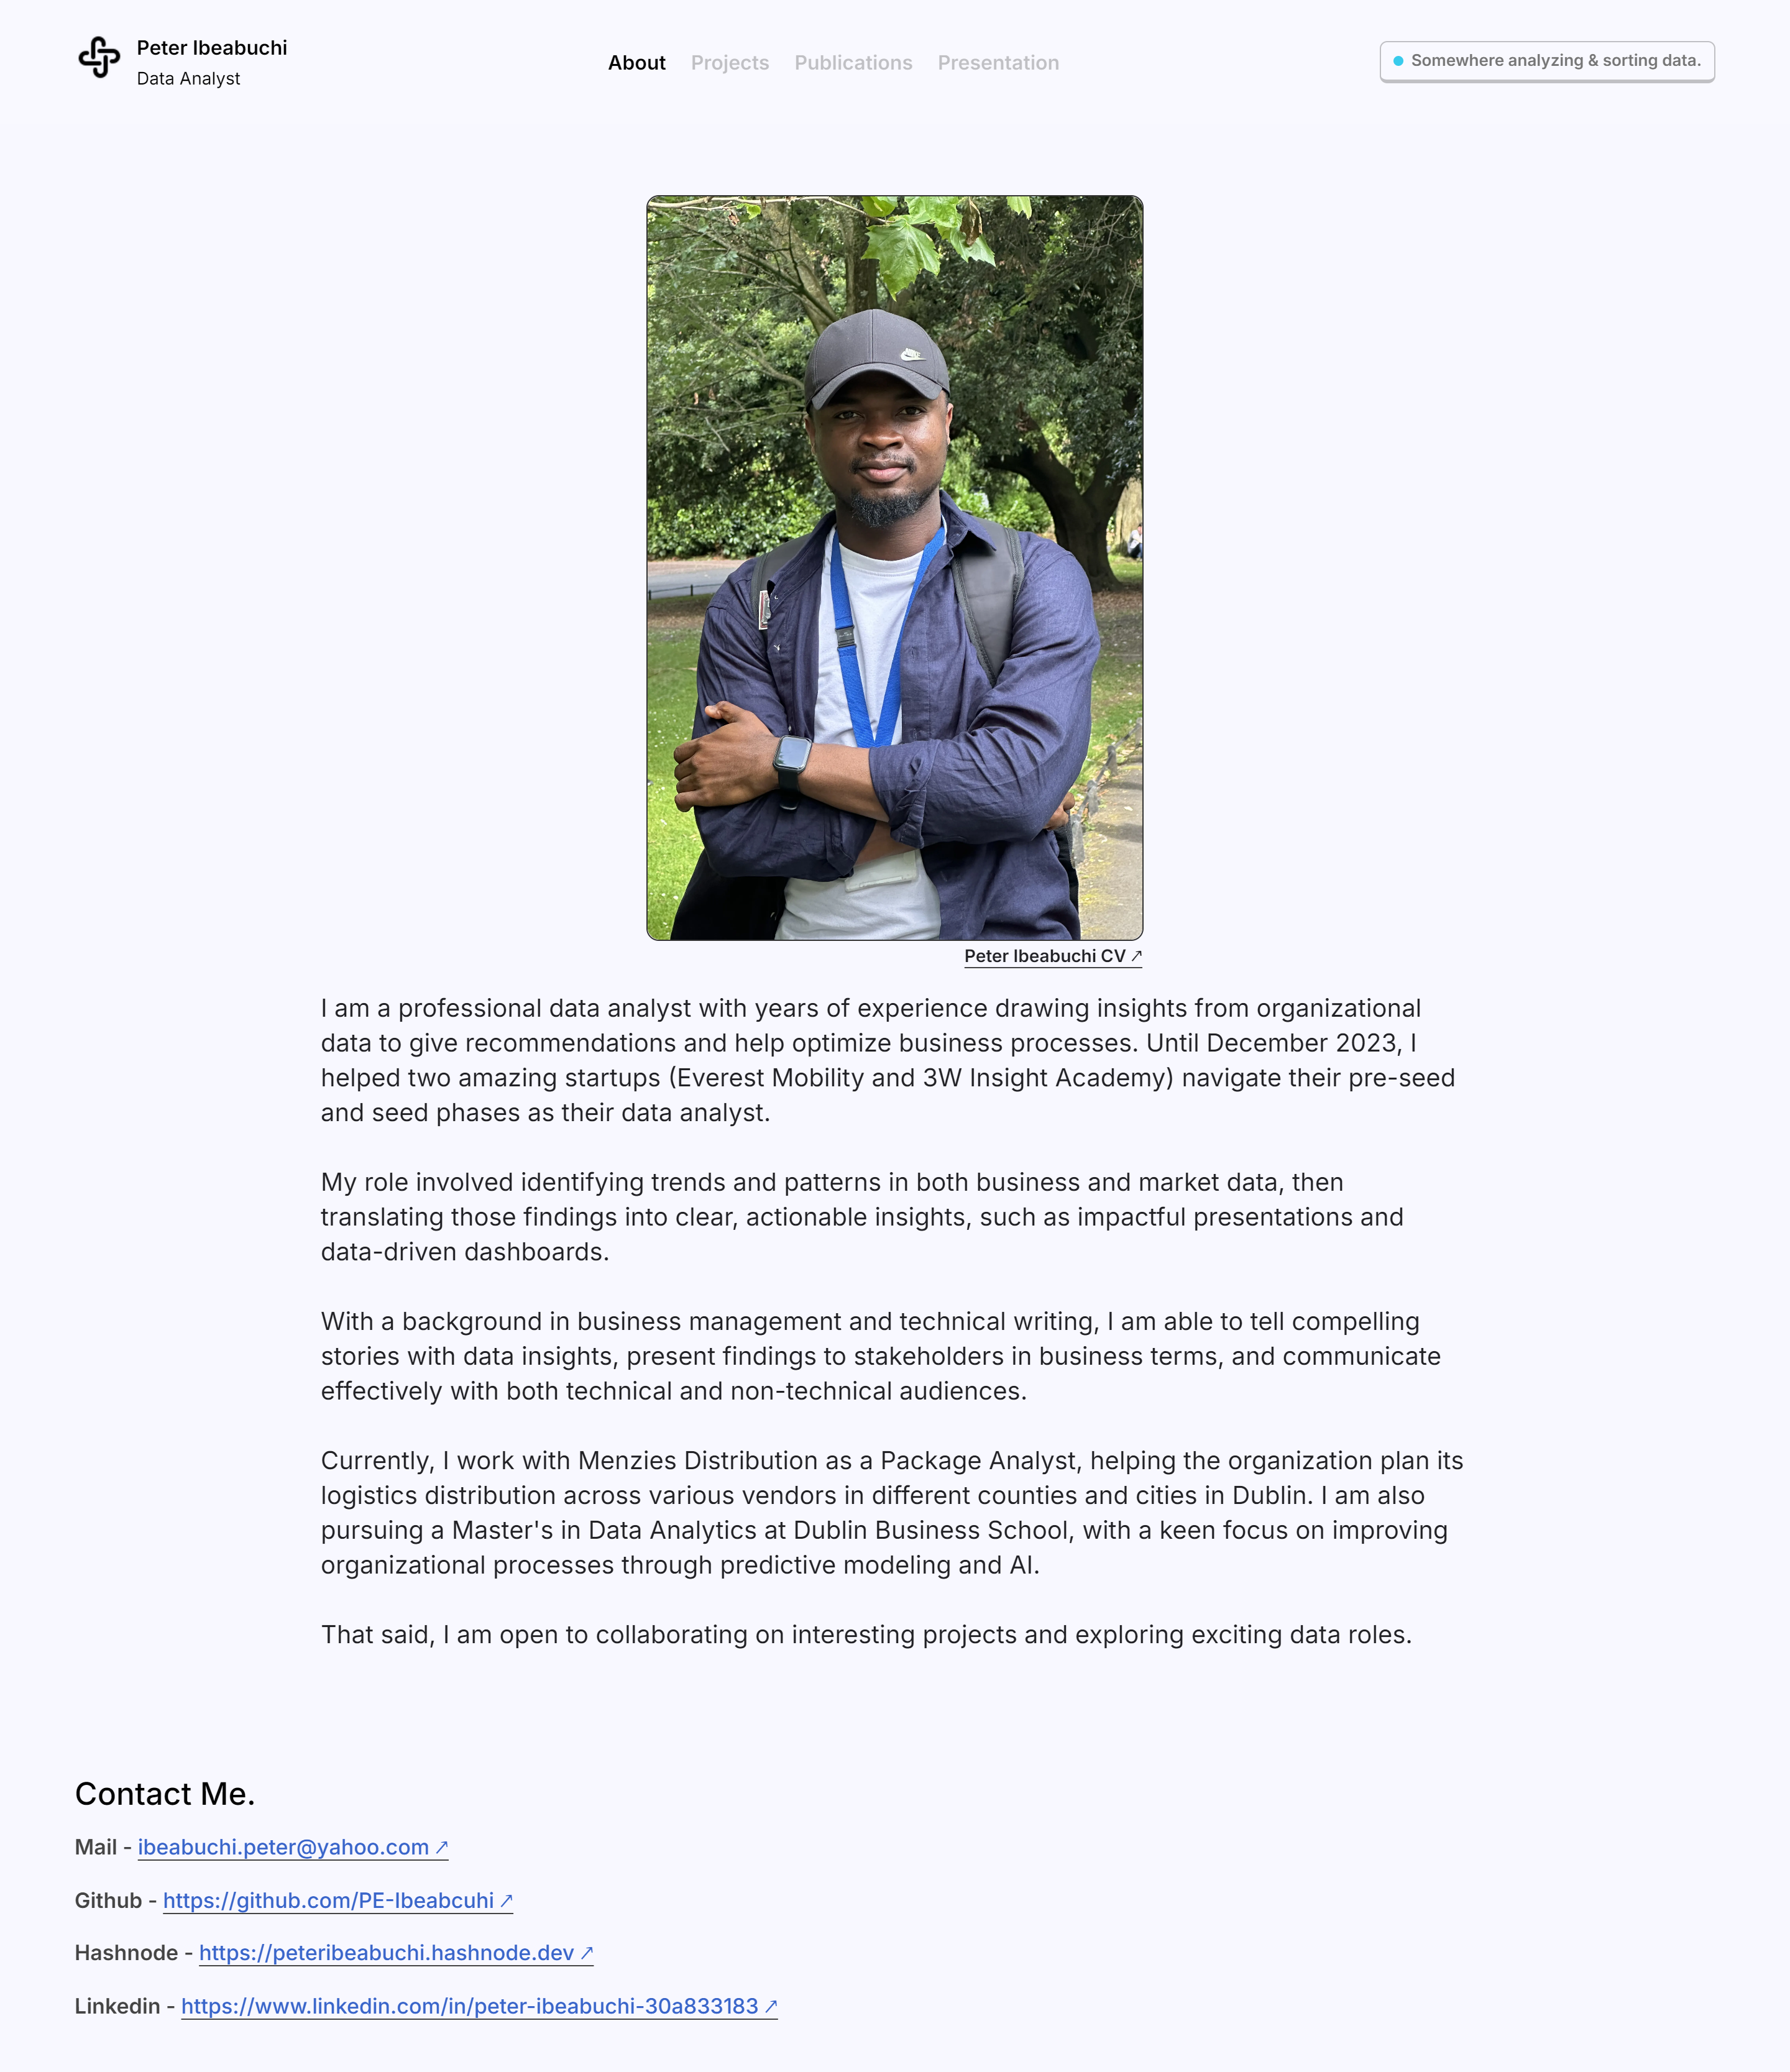 Peter Ibeabuchi
Data Analyst
About Projects Publications Presentation
Somewhere analyzing & sorting data.
Peter Ibeabuchi CV ↗
I am a professional data analyst with years of experience drawing insights from organizational
data to give recommendations and help optimize business processes. Until December 2023, I
helped two amazing startups (Everest Mobility and 3W Insight Academy) navigate their pre-seed
and seed phases as their data analyst.
My role involved identifying trends and patterns in both business and market data, then
translating those findings into clear, actionable insights, such as impactful presentations and
data-driven dashboards.
With a background in business management and technical writing, I am able to tell compelling
stories with data insights, present findings to stakeholders in business terms, and communicate
effectively with both technical and non-technical audiences.
Currently, I work with Menzies Distribution as a Package Analyst, helping the organization plan its
logistics distribution across various vendors in different counties and cities in Dublin. I am also
pursuing a Master's in Data Analytics at Dublin Business School, with a keen focus on improving
organizational processes through predictive modeling and AI.
That said, I am open to collaborating on interesting projects and exploring exciting data roles.
Contact Me.
Mail - ibeabuchi.peter@yahoo.com ↗
Github - https://github.com/PE-Ibeabcuhi ↗
Hashnode - https://peteribeabuchi.hashnode.dev ↗
Linkedin - https://www.linkedin.com/in/peter-ibeabuchi-30a833183 ↗